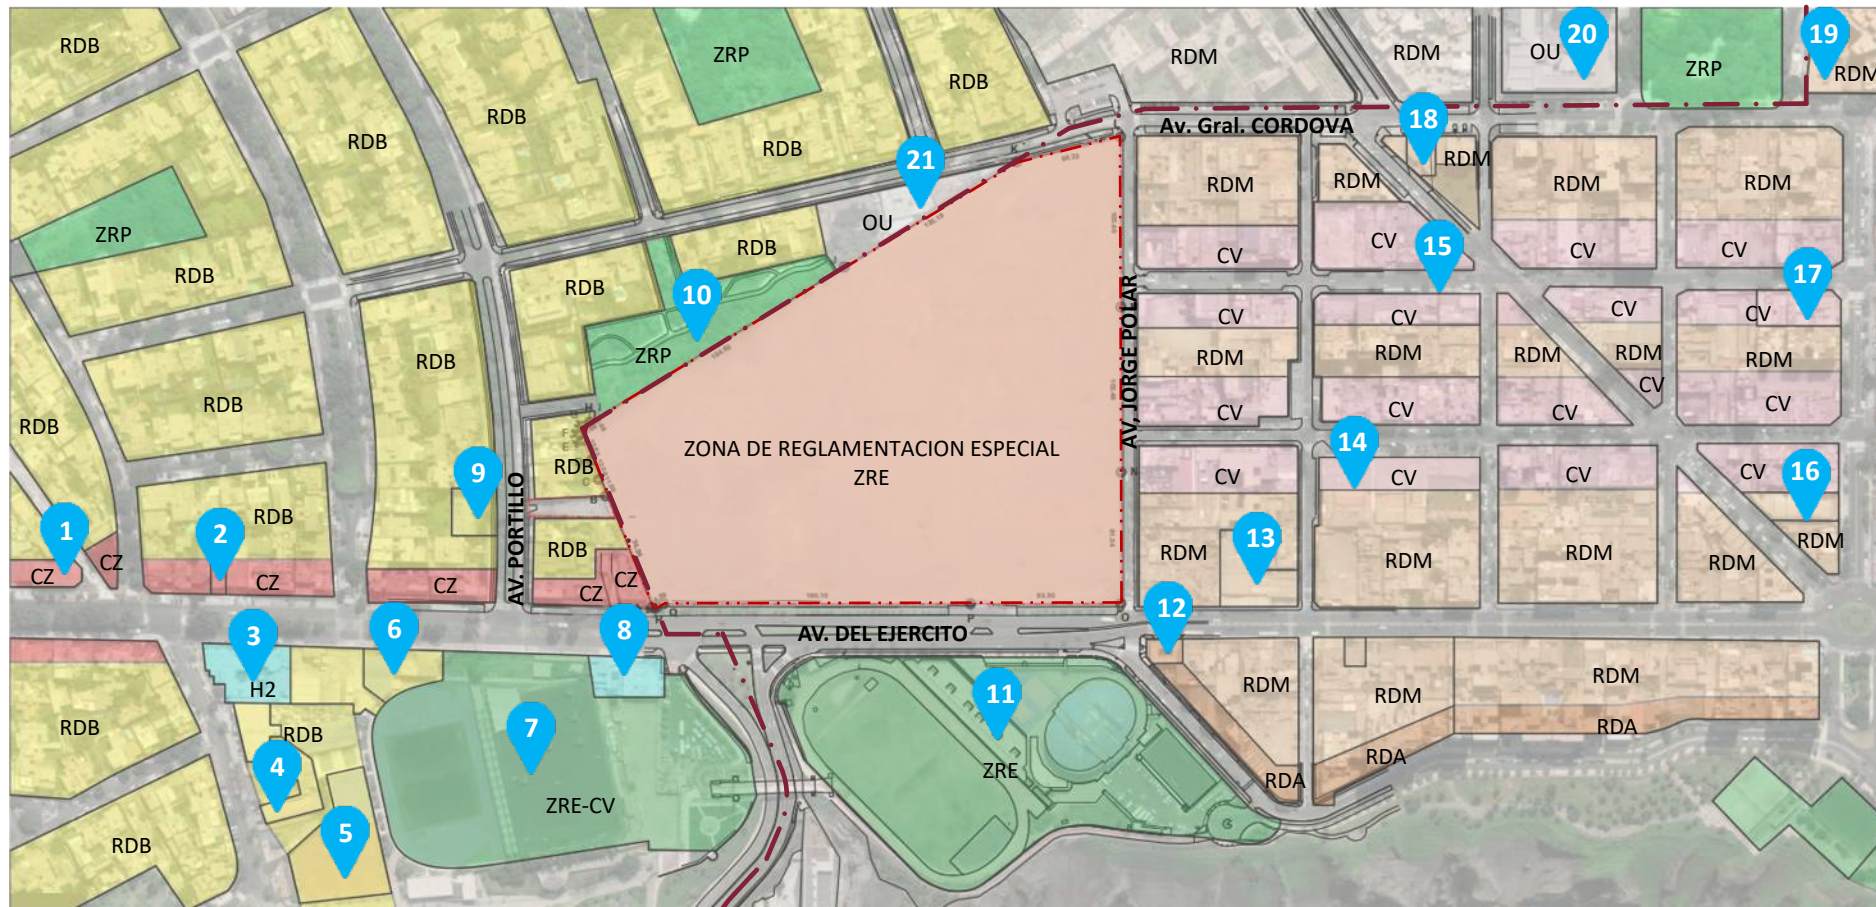 RDB
ZRP
RDB
RDM
RDM
OU
20
ZRP
19
RDM
RDB
RDB
RDB
21
Av. Gral. CORDOVA
18
RDM
K
RDM
RDM
RDM
RDM
ZRP
RDB
OU
RDB
CV
CV
15
CV
CV
RDB
10
17
ZRP
AV, JORGE POLAR
CV
CV
CV
CV
RDB
RDM
RDM
RDM
RDM
RDM
RDB
CV
CV
CV
CV
CV
RDB
ZONA DE REGLAMENTACION ESPECIAL
ZRE
14
9
RDB
CV
CV
CV
CV
16
N
B
AV. PORTILLO
1
2
RDB
RDB
RDM
13
RDM
RDM
RDM
RDM
CZ
CZ
CZ
CZ
CZ
CZ
12
3
6
8
AV. DEL EJERCITO
P
O
H2
RDM
RDM
RDM
RDB
RDB
7
11
RDA
4
ZRE
RDA
RDA
5
ZRE-CV
RDB